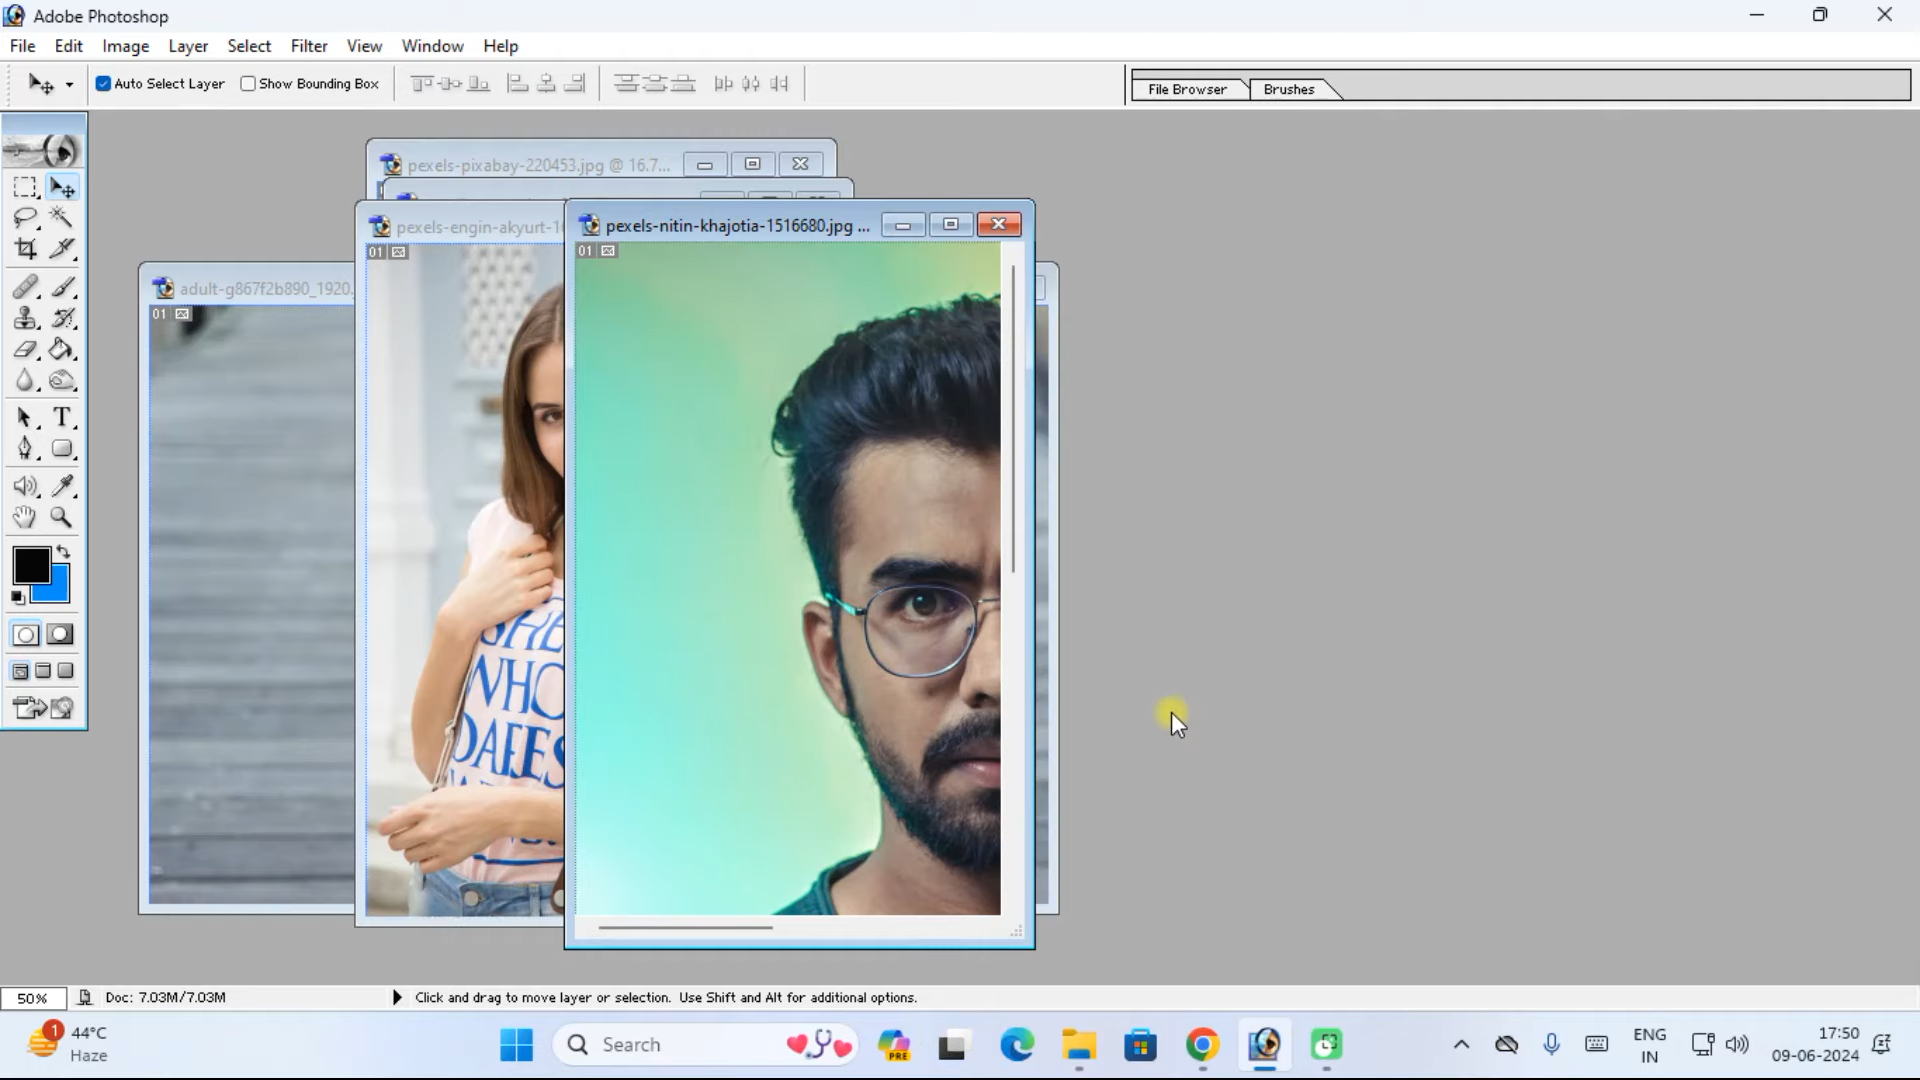 Adobe Photoshop
File Edit Image Layer Select Filter View Window Help
Auto Select Layer Show Bounding Box
File Browser Brushes
pexels-pixabay-220453.jpg @ 16.7...
pexels-engin-akyurt-1
pexels-nitin-khajotia-1516680.jpg ...
01
01
adult-g867f2b890_1920.
01
T
SHE
WHO
DARES
50% Doc: 7.03M/7.03M Click and drag to move layer or selection. Use Shift and Alt for additional options.
1
44°C
Haze
Search
PRE
ENG
IN
17:50
09-06-2024